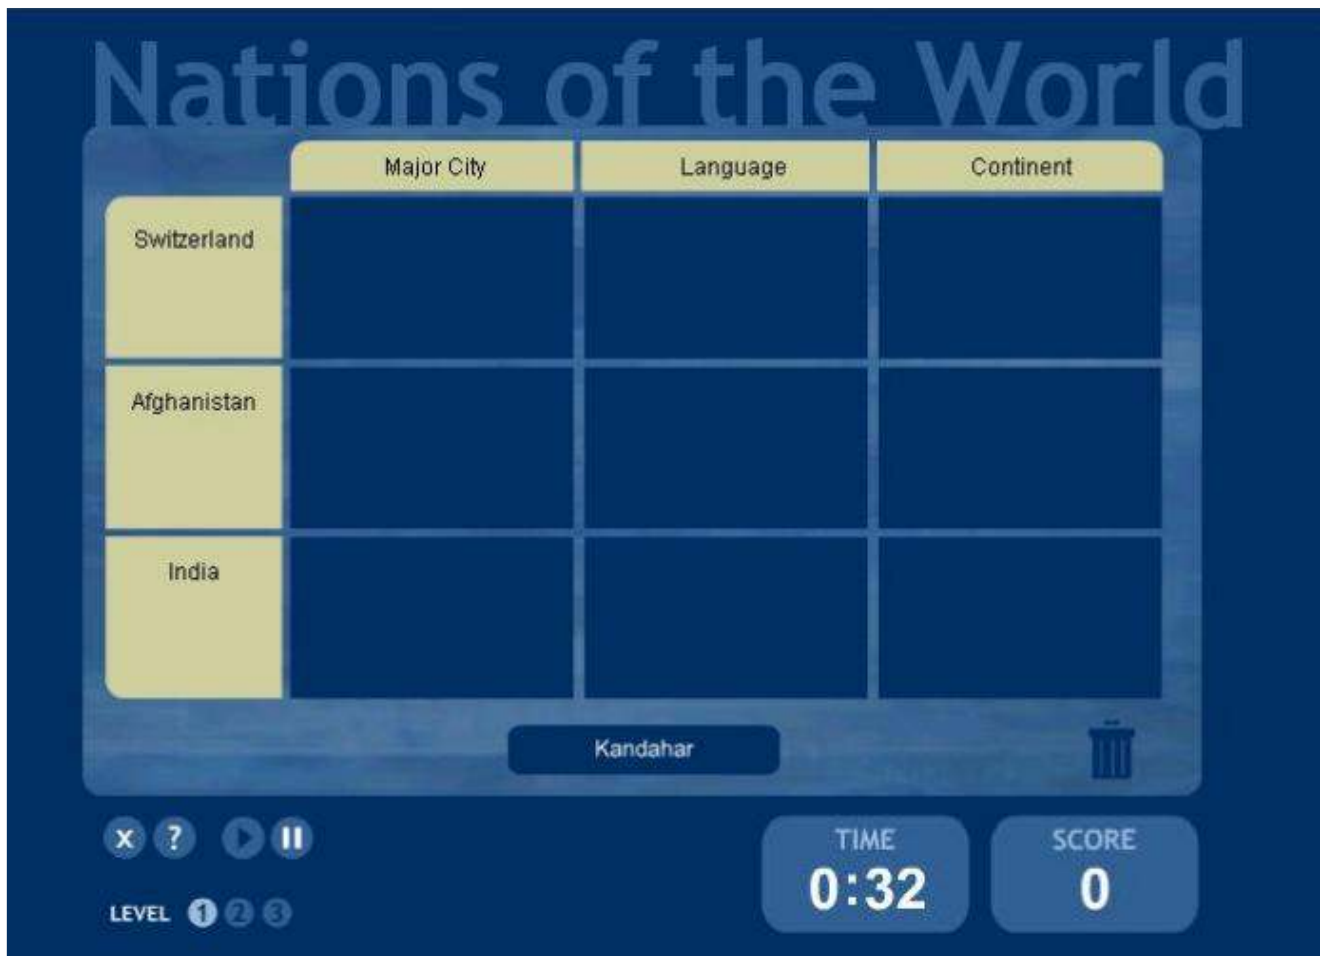 Nations of the World
Major City Language Continent
Switzerland
Afghanistan
India
Kandahar
X ?
TIME SCORE
0:32 0
LEVEL 1 2 3